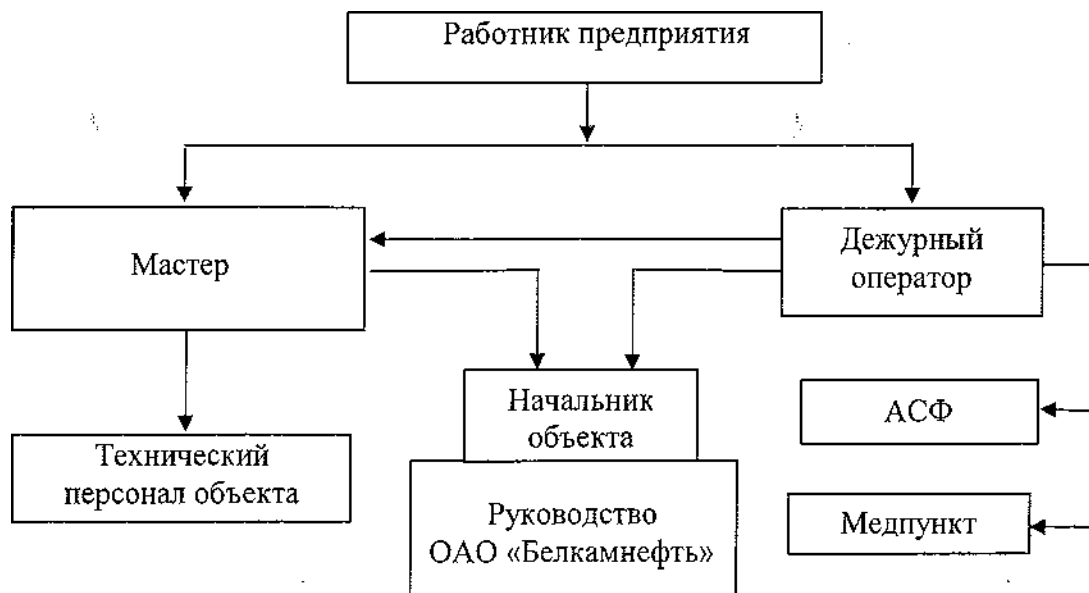 Работник предприятия
Мастер
Дежурный
оператор
Начальник
объекта
АСФ
Технический
персонал объекта
Руководство
ОАО «Белкамнефть»
Медпункт